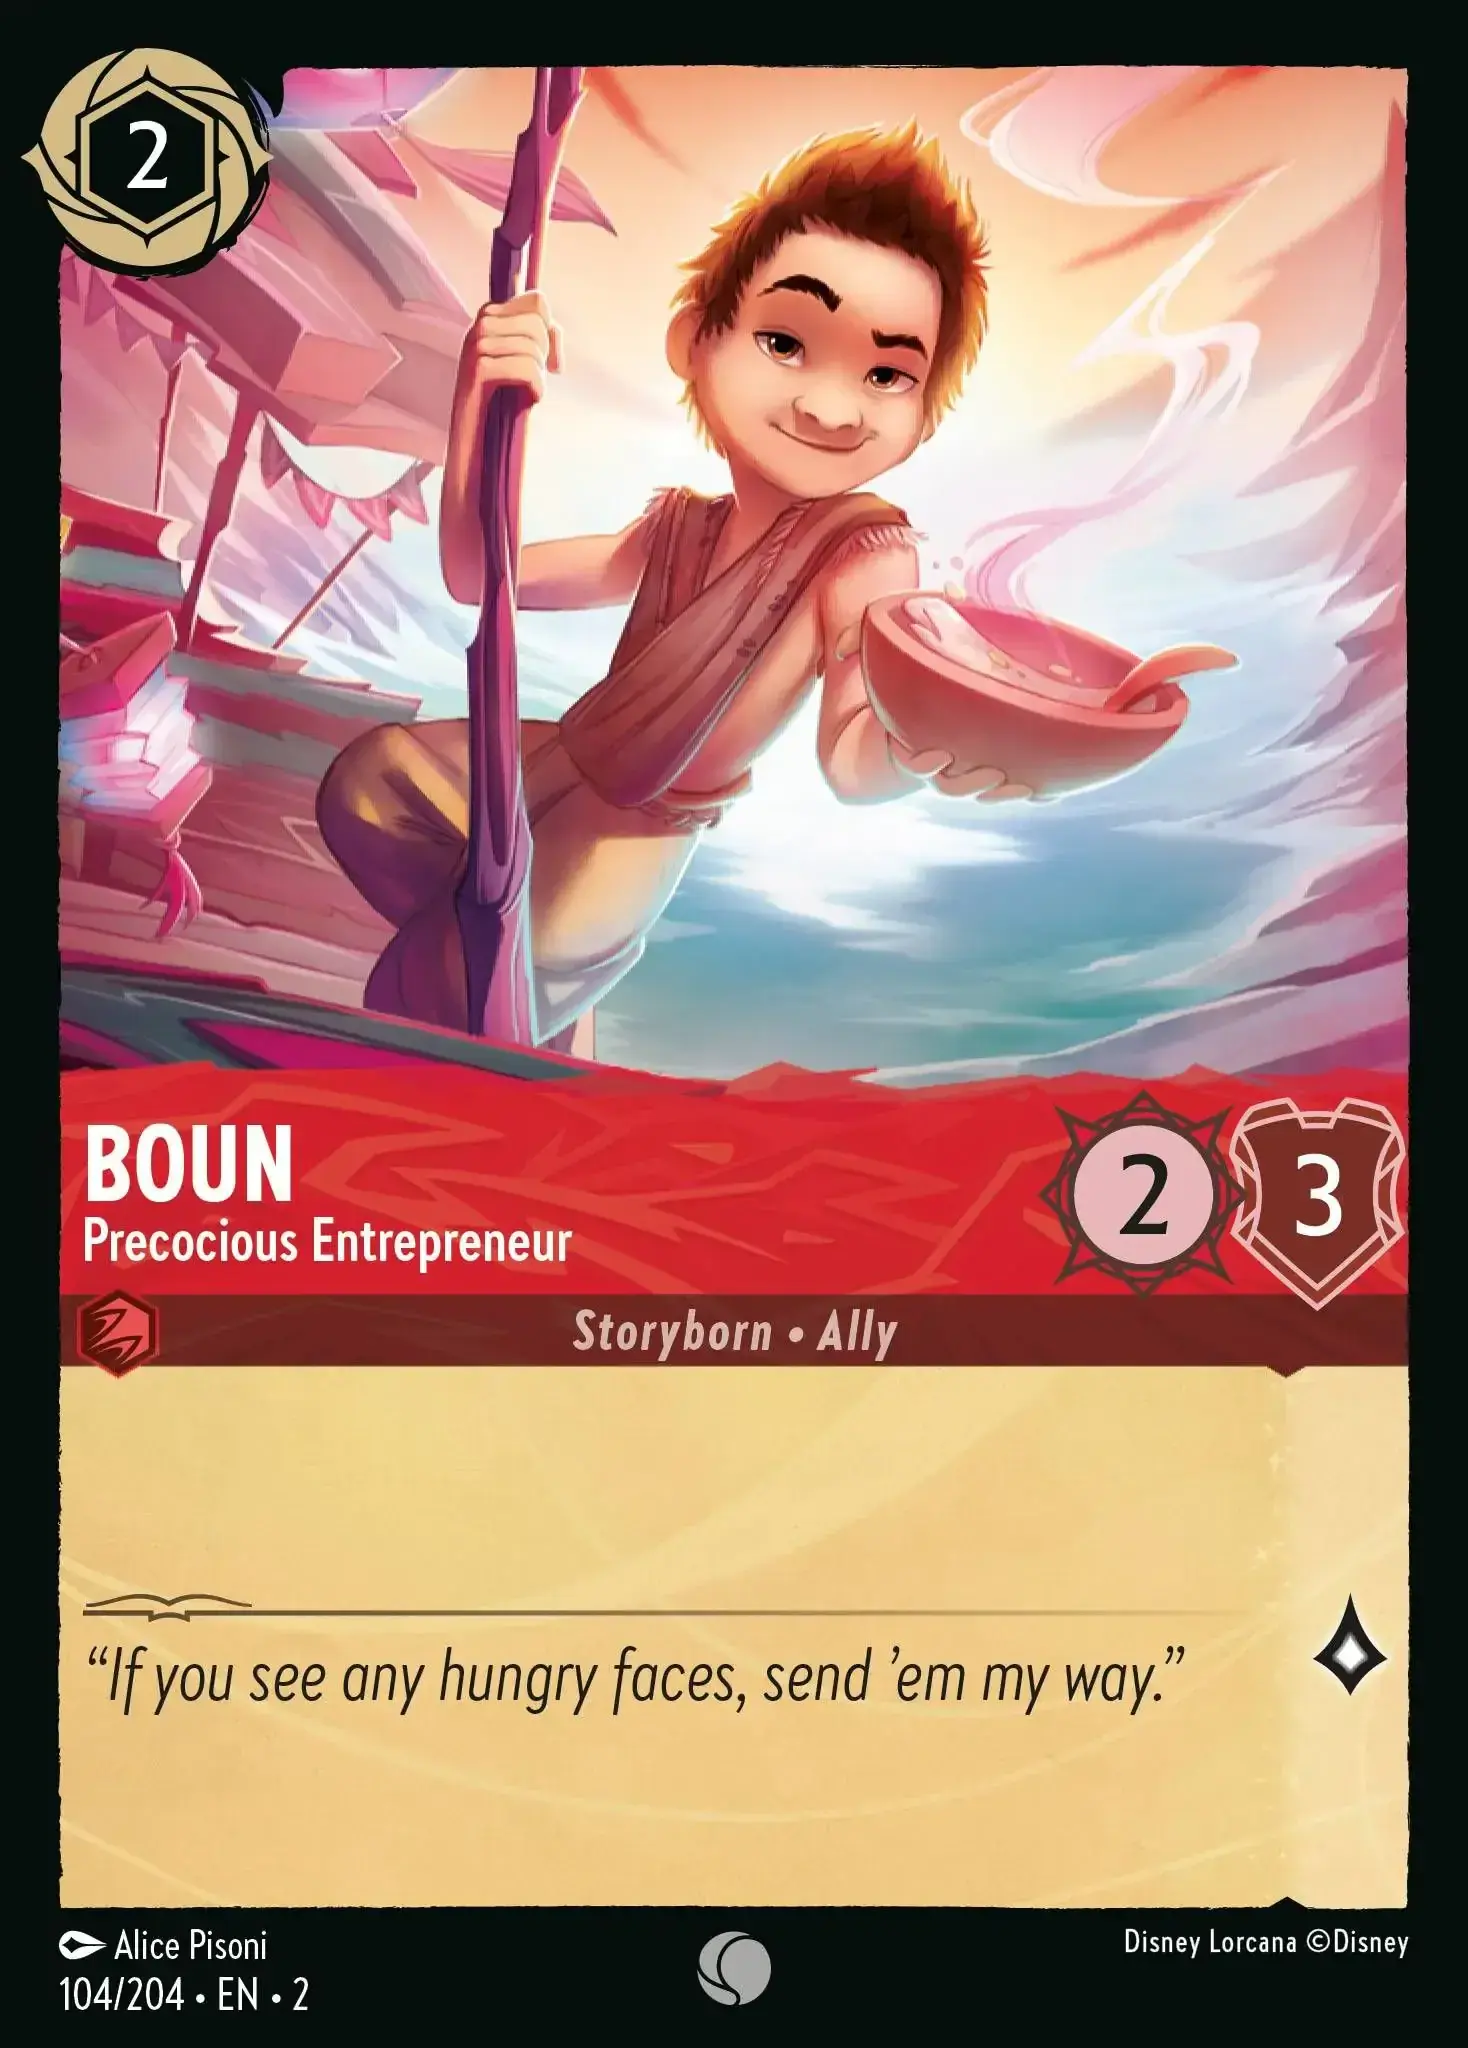 2
BOUN
Precocious Entrepreneur
2
3
Storyborn • Ally
“If you see any hungry faces, send ’em my way.”
Alice Pisoni
104/204 • EN • 2
Disney Lorcana ©Disney